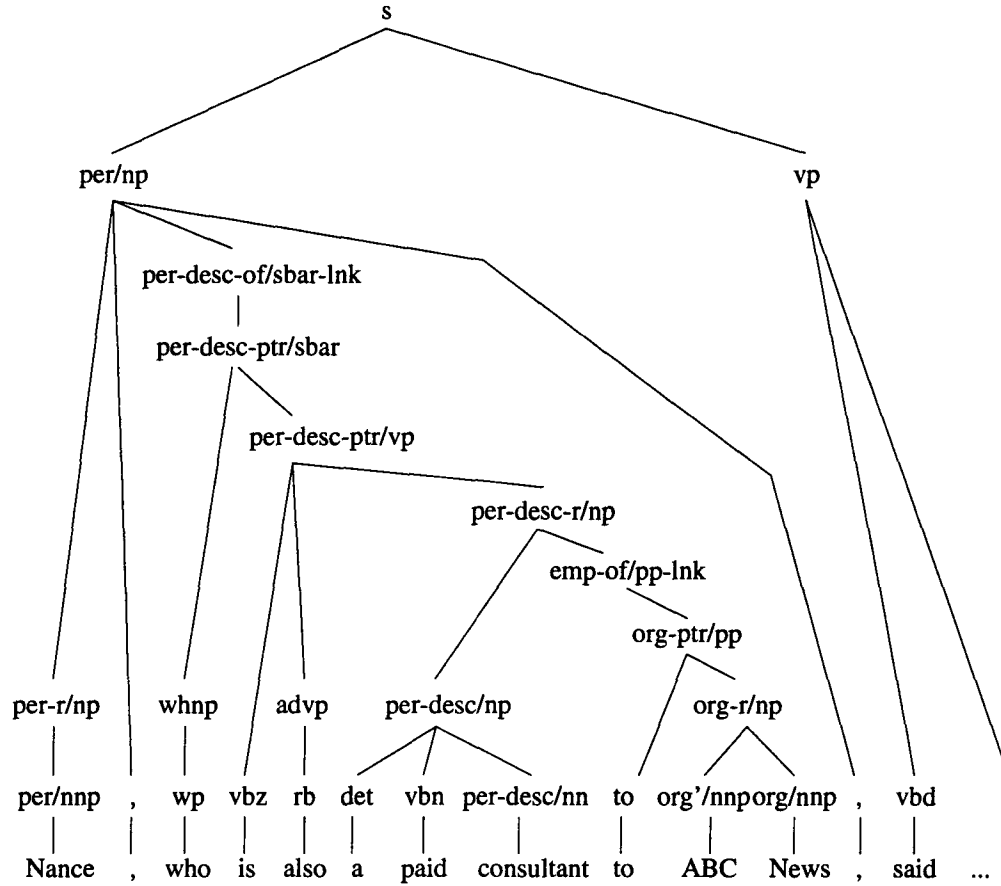 s
per/np vp
per-desc-of/sbar-lnk
per-desc-ptr/sbar
per-desc-ptr/vp
per-desc-r/np
emp-of/pp-lnk
org-ptr/pp
per-r/np whnp advp per-desc/np org-r/np
per/nnp , wp vbz rb det vbn per-desc/nn to org'/nnp org/nnp , vbd
Nance , who is also a paid consultant to ABC News , said ...